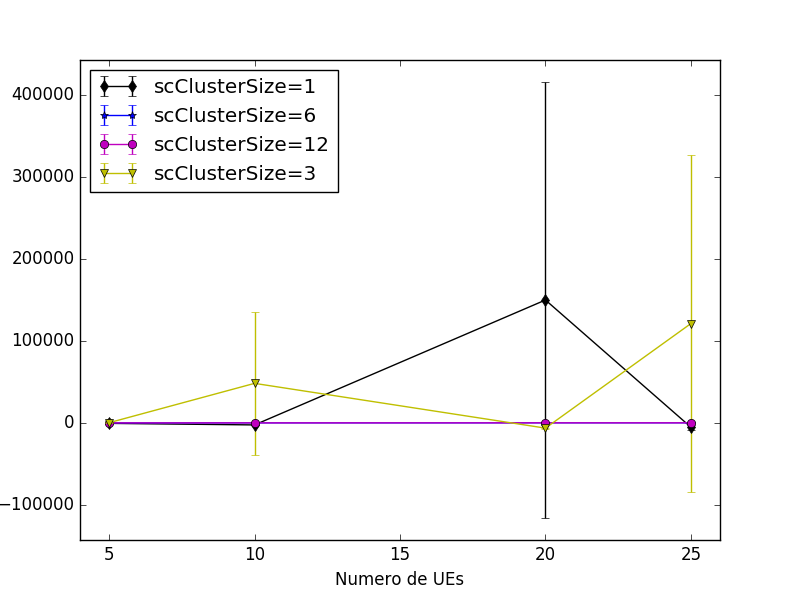 scClusterSize=1
scClusterSize=6
scClusterSize=12
scClusterSize=3
400000
300000
200000
100000
0
−100000
5 10 15 20 25
Numero de UEs